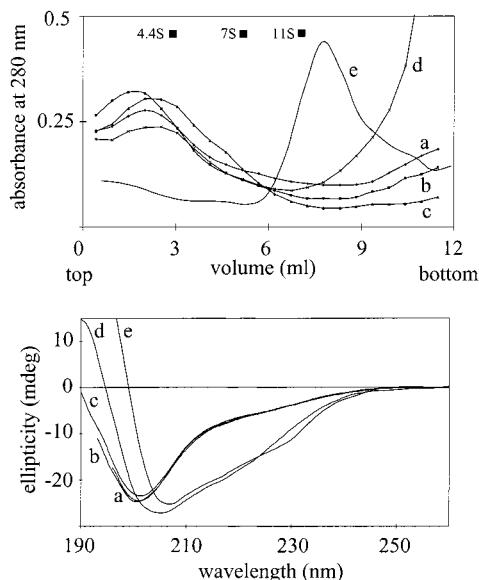 absorbance at 280 nm
0.5
0.25
4.4S
7S
11S
e
d
a
b
c
0
3
6
9
12
top
volume (ml)
bottom
ellipticity (mdeg)
10
0
-10
-20
d
e
c
b
a
190
210
230
250
wavelength (nm)